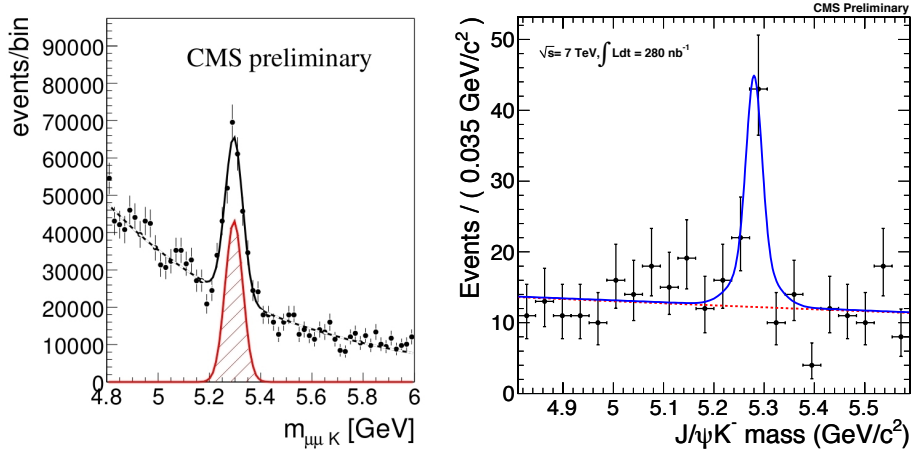 CMS preliminary
events/bin
90000
80000
70000
60000
50000
40000
30000
20000
10000
0
4.8 5 5.2 5.4 5.6 5.8 6
m_{μμ K} [GeV]
CMS Preliminary
√s= 7 TeV, ∫ Ldt = 280 nb⁻¹
Events / ( 0.035 GeV/c² )
50
40
30
20
10
0
4.9 5 5.1 5.2 5.3 5.4 5.5
J/ψK⁻ mass (GeV/c²)